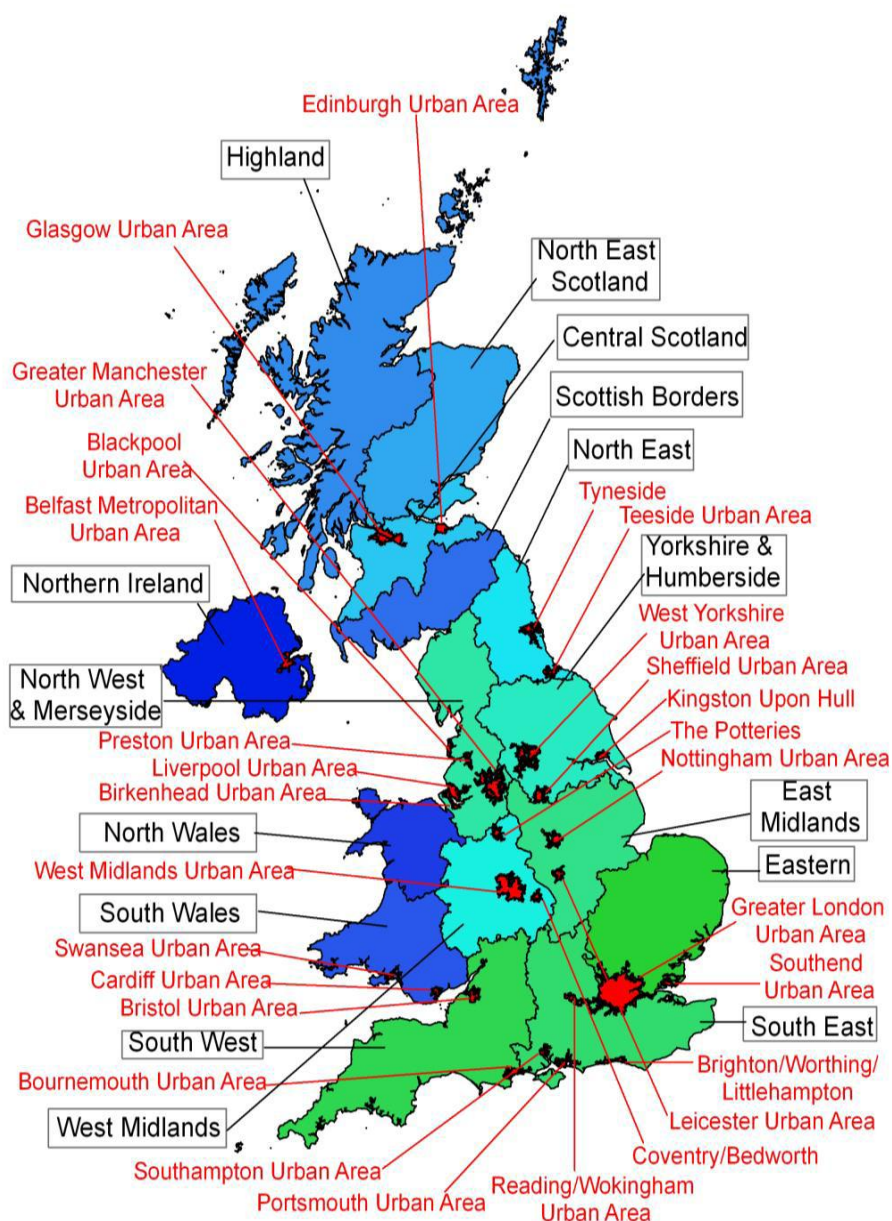 Edinburgh Urban Area
Highland
Glasgow Urban Area
North East
Scotland
Central Scotland
Greater Manchester
Urban Area
Scottish Borders
Blackpool
Urban Area
North East
Belfast Metropolitan
Urban Area
Tyneside
Teeside Urban Area
Northern Ireland
Yorkshire &
Humberside
West Yorkshire
Urban Area
North West
& Merseyside
Sheffield Urban Area
Kingston Upon Hull
Preston Urban Area
The Potteries
Liverpool Urban Area
Nottingham Urban Area
Birkenhead Urban Area
East
Midlands
North Wales
West Midlands Urban Area
Eastern
South Wales
Greater London
Urban Area
Swansea Urban Area
Southend
Urban Area
Cardiff Urban Area
Bristol Urban Area
South East
South West
Bournemouth Urban Area
Brighton/Worthing/
Littlehampton
West Midlands
Leicester Urban Area
Coventry/Bedworth
Southampton Urban Area
Portsmouth Urban Area
Reading/Wokingham
Urban Area